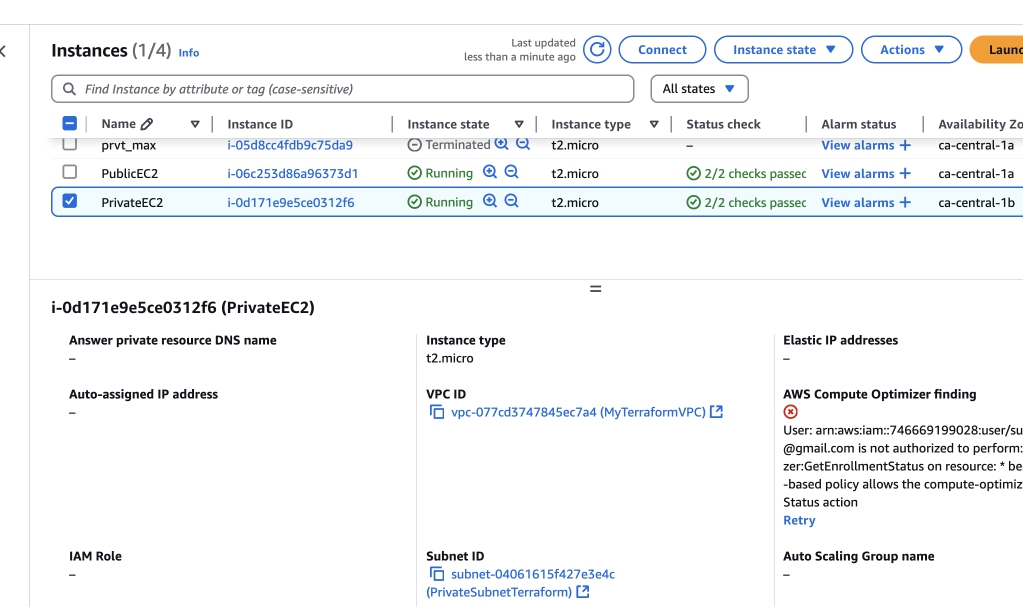 Instances (1/4) Info
Last updated
less than a minute ago
Connect
Instance state
Actions
Launc
Find Instance by attribute or tag (case-sensitive)
All states
Name Instance ID Instance state Instance type Status check Alarm status Availability Zo
prvt_max i-05d8cc4fdb9c75da9 Terminated t2.micro – View alarms + ca-central-1a
PublicEC2 i-06c253d86a96373d1 Running t2.micro 2/2 checks passec View alarms + ca-central-1a
PrivateEC2 i-0d171e9e5ce0312f6 Running t2.micro 2/2 checks passec View alarms + ca-central-1b
i-0d171e9e5ce0312f6 (PrivateEC2)
Answer private resource DNS name
–
Instance type
t2.micro
Elastic IP addresses
–
Auto-assigned IP address
–
VPC ID
vpc-077cd3747845ec7a4 (MyTerraformVPC)
AWS Compute Optimizer finding
User: arn:aws:iam::746669199028:user/su
@gmail.com is not authorized to perform:
zer:GetEnrollmentStatus on resource: * be
-based policy allows the compute-optimiz
Status action
Retry
IAM Role
–
Subnet ID
subnet-04061615f427e3e4c
(PrivateSubnetTerraform)
Auto Scaling Group name
–